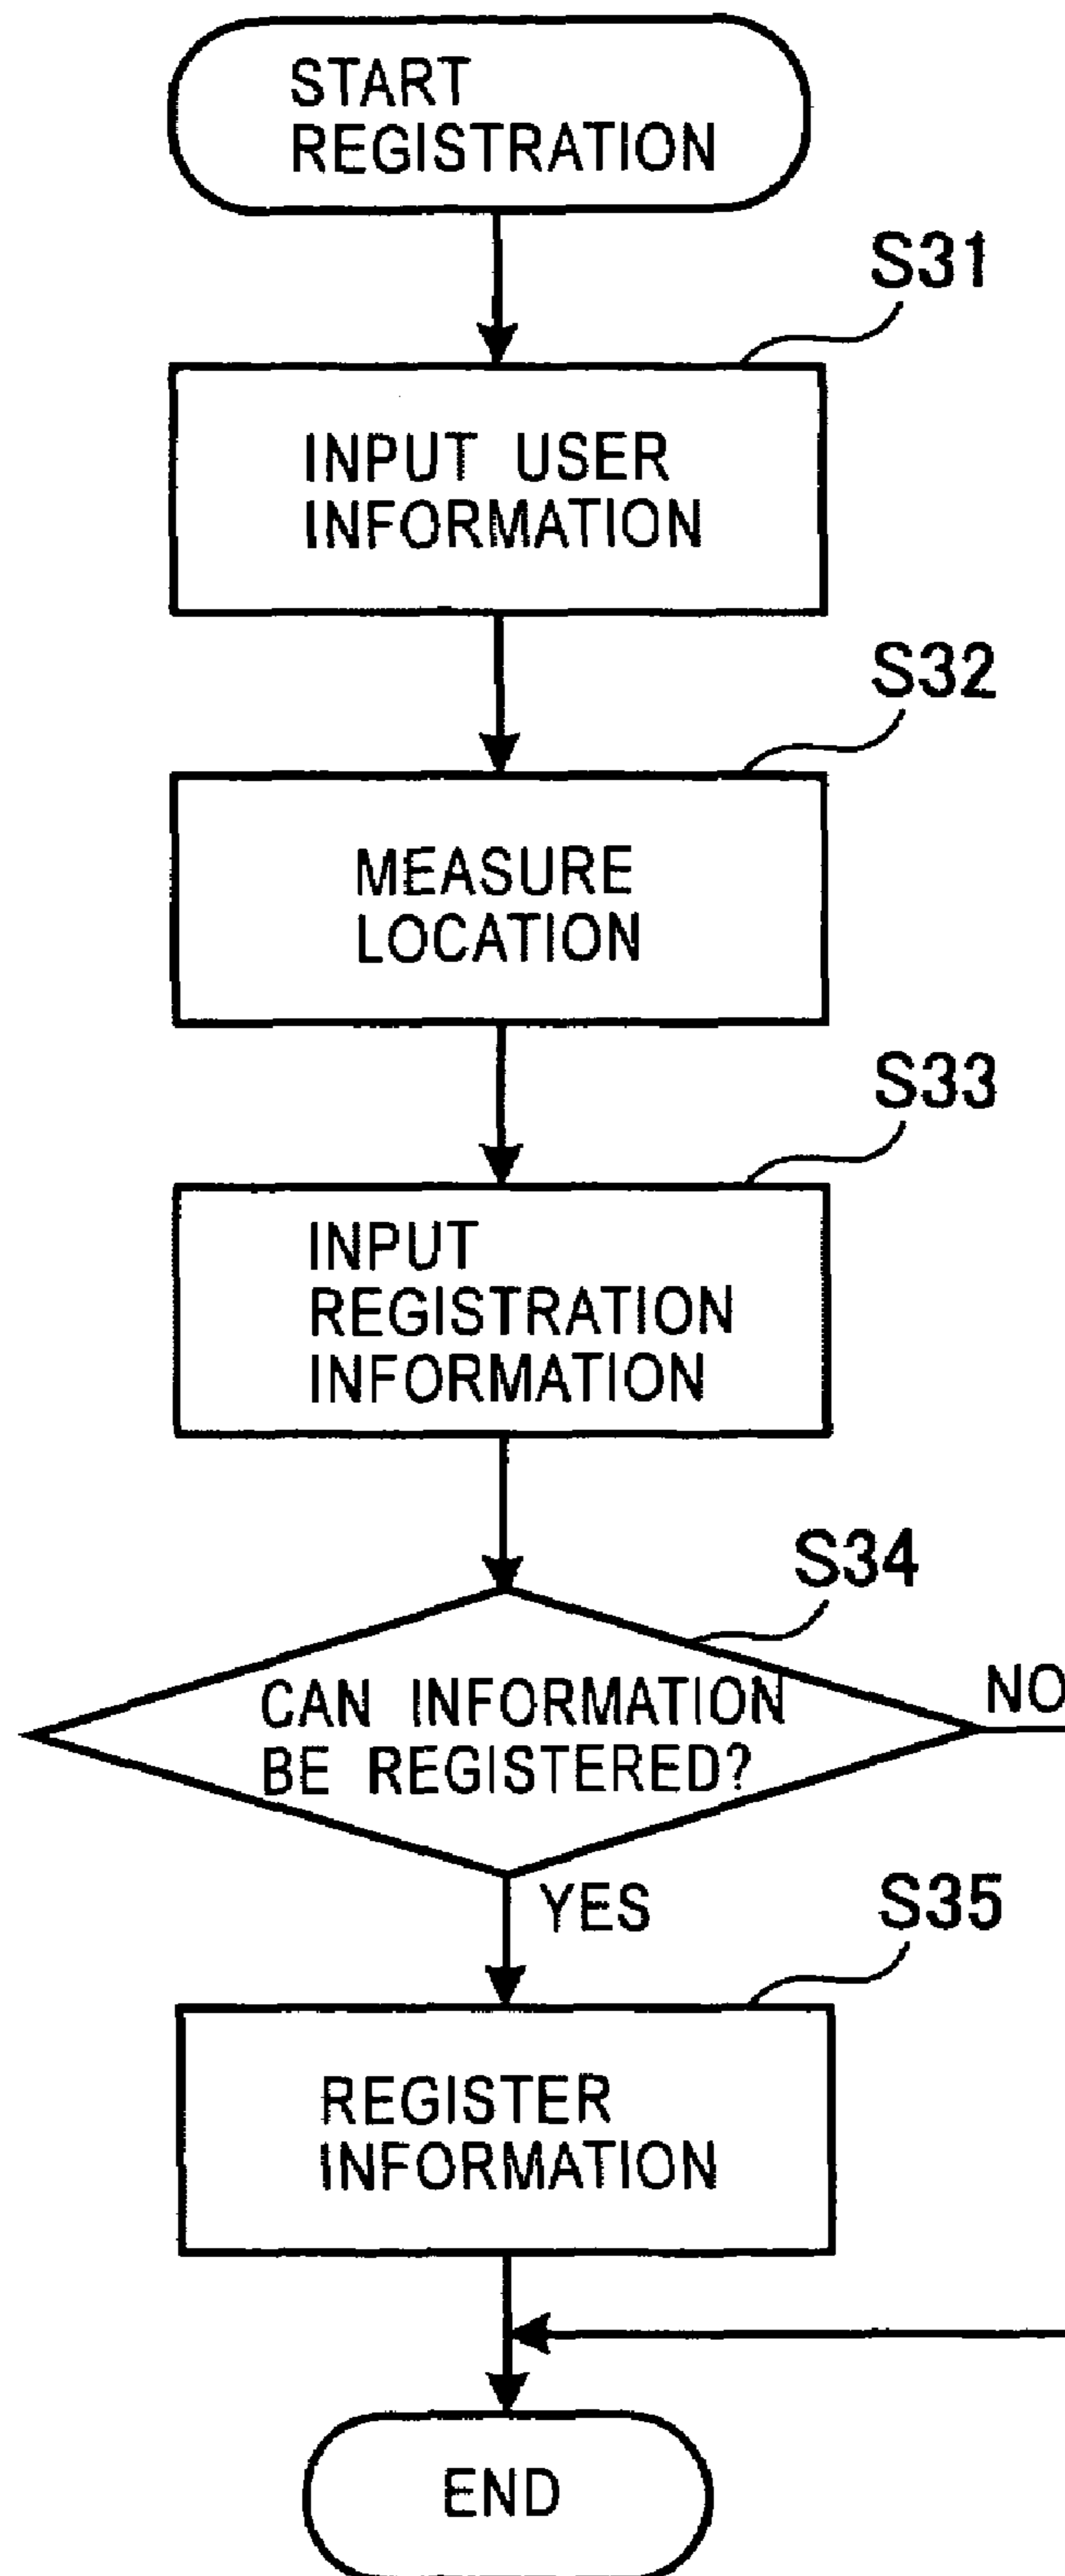 START
REGISTRATION
S31
INPUT USER
INFORMATION
S32
MEASURE
LOCATION
S33
INPUT
REGISTRATION
INFORMATION
S34
CAN INFORMATION
BE REGISTERED?
NO
YES
S35
REGISTER
INFORMATION
END